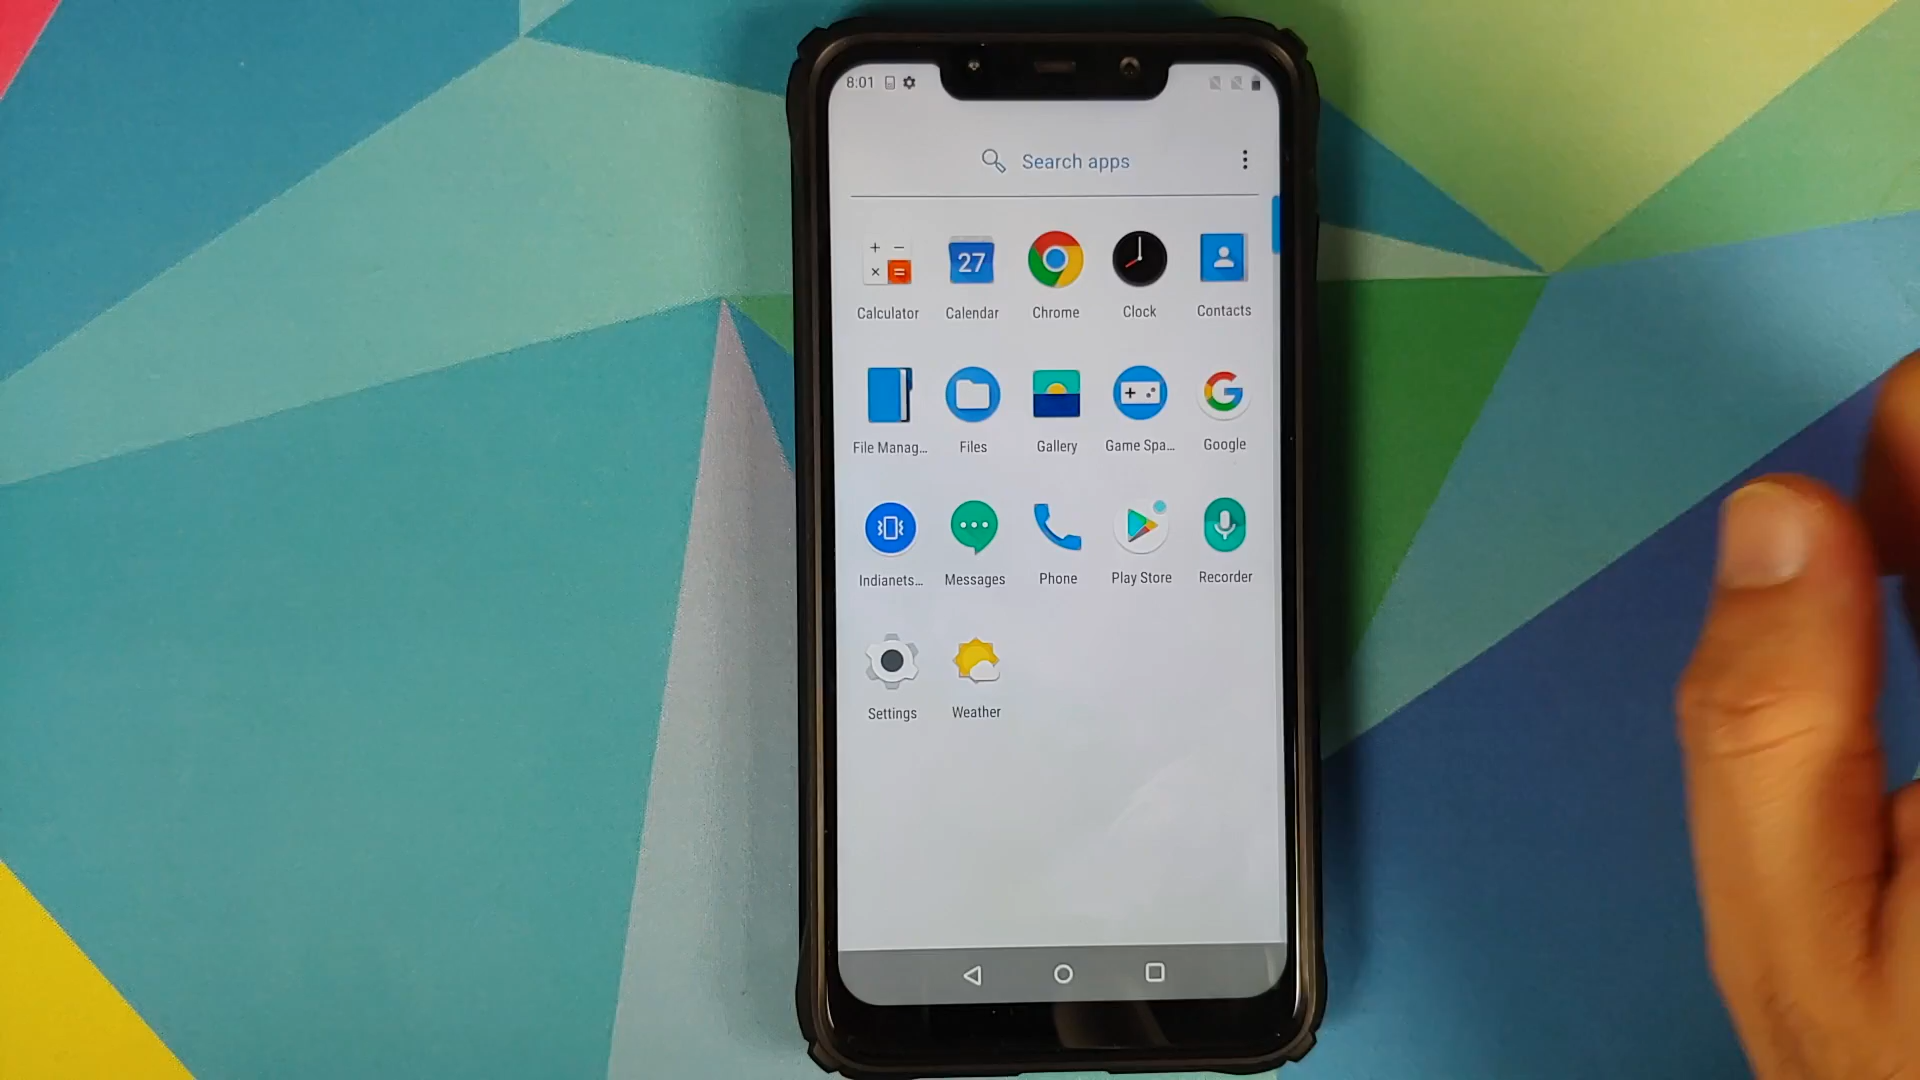 8:01
Search apps
27
Calculator Calendar Chrome Clock Contacts
File Manag... Files Gallery Game Spa... Google
Indianets... Messages Phone Play Store Recorder
Settings Weather